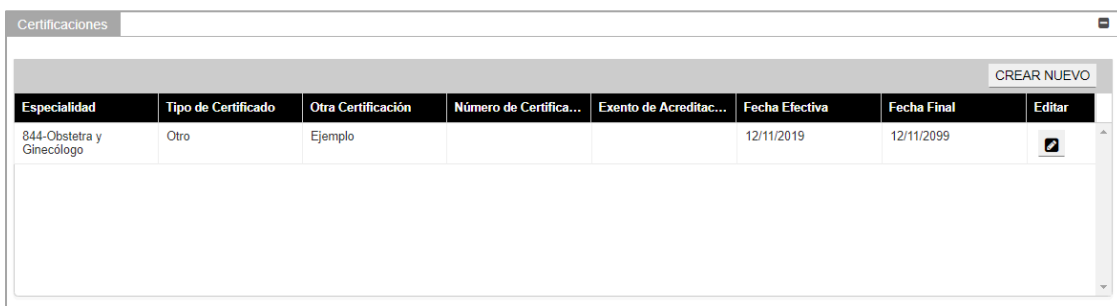 Certificaciones
CREAR NUEVO
Especialidad Tipo de Certificado Otra Certificación Número de Certifica... Exento de Acreditac... Fecha Efectiva Fecha Final Editar
844-Obstetra y Otro Ejemplo 12/11/2019 12/11/2099
Ginecólogo